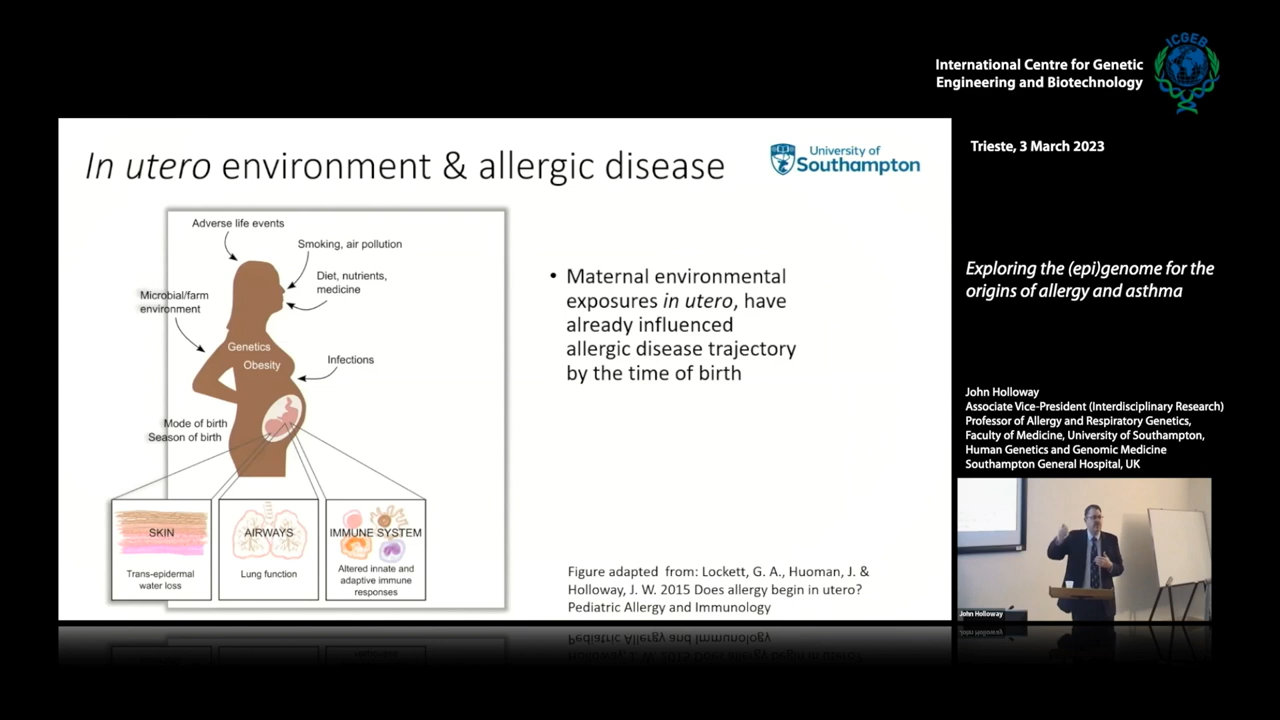 ICGEB
International Centre for Genetic
Engineering and Biotechnology
Trieste, 3 March 2023
In utero environment & allergic disease
University of
Southampton
Adverse life events
Smoking, air pollution
Diet, nutrients,
medicine
Microbial/farm
environment
Genetics
Obesity
Infections
Mode of birth
Season of birth
SKIN
Trans-epidermal
water loss
AIRWAYS
Lung function
IMMUNE SYSTEM
Altered innate and
adaptive immune
responses
• Maternal environmental
exposures in utero, have
already influenced
allergic disease trajectory
by the time of birth
Figure adapted from: Lockett, G. A., Huoman, J. &
Holloway, J. W. 2015 Does allergy begin in utero?
Pediatric Allergy and Immunology
Exploring the (epi)genome for the
origins of allergy and asthma
John Holloway
Associate Vice-President (Interdisciplinary Research)
Professor of Allergy and Respiratory Genetics,
Faculty of Medicine, University of Southampton,
Human Genetics and Genomic Medicine
Southampton General Hospital, UK
John Holloway